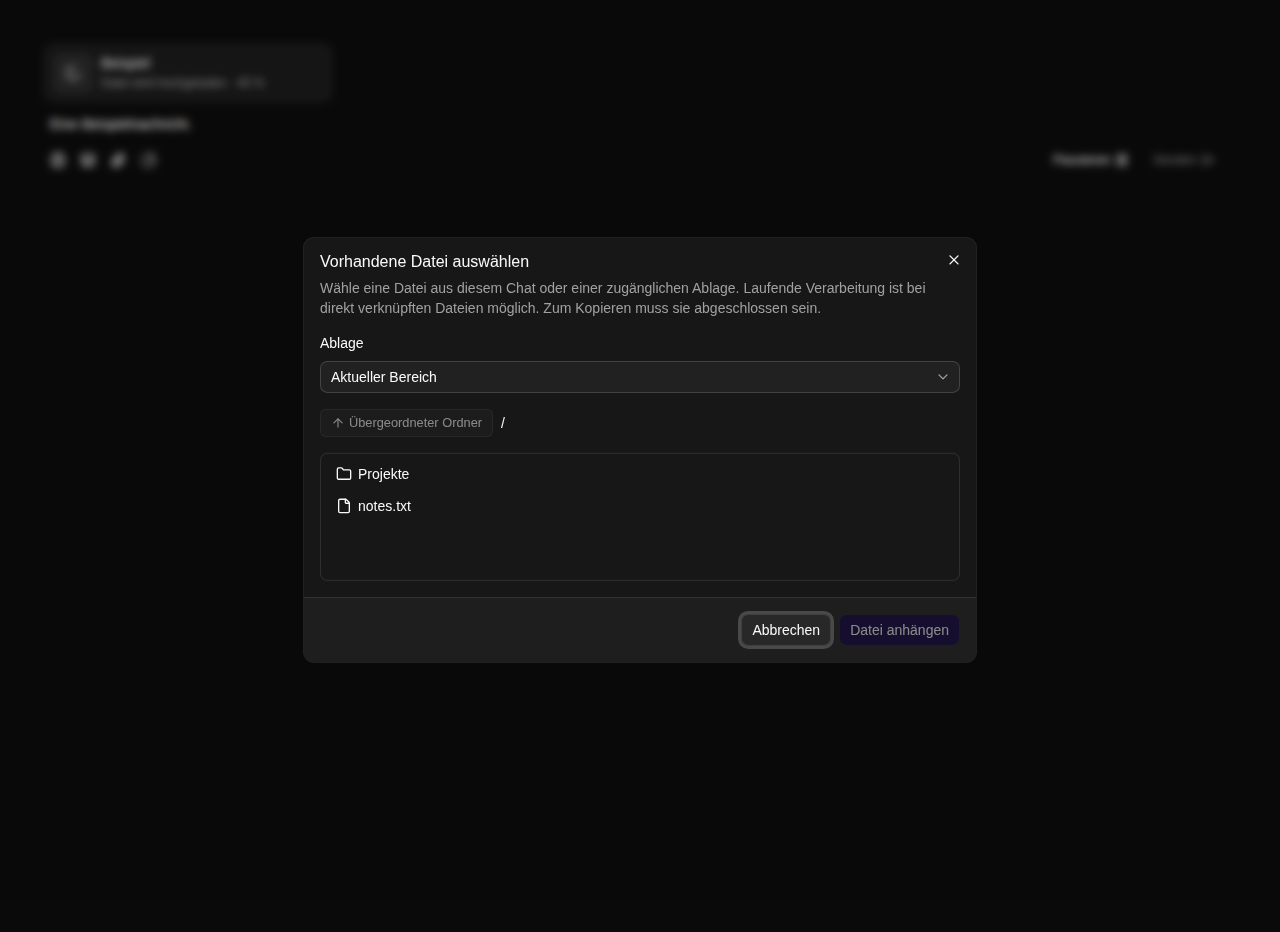 Vorhandene Datei auswählen
Wähle eine Datei aus diesem Chat oder einer zugänglichen Ablage. Laufende Verarbeitung ist bei
direkt verknüpften Dateien möglich. Zum Kopieren muss sie abgeschlossen sein.
Ablage
Aktueller Bereich
Übergeordneter Ordner /
Projekte
notes.txt
Abbrechen Datei anhängen